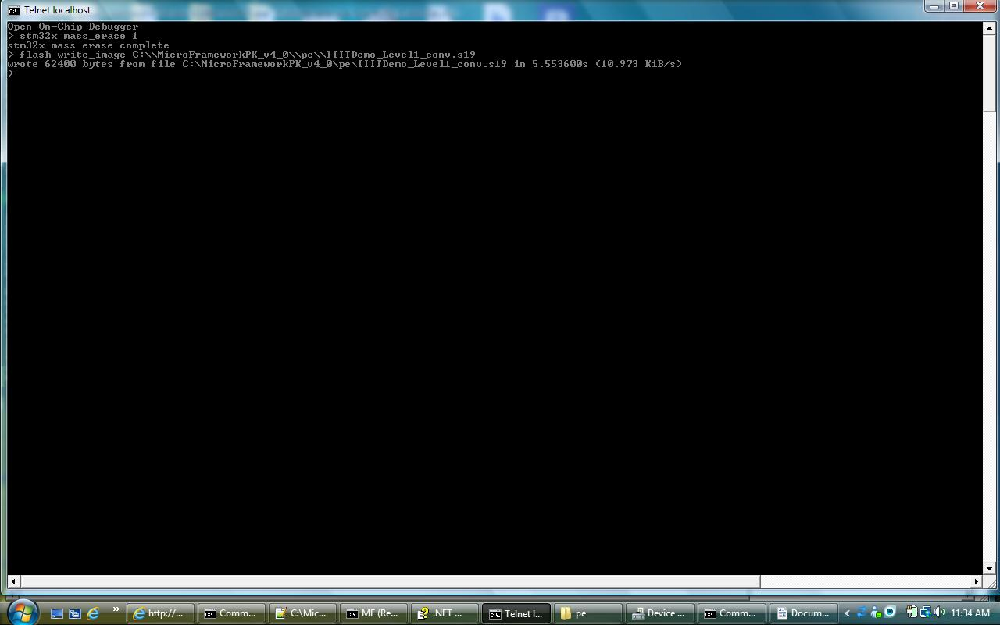 Telnet localhost
Open On-Chip Debugger
> stm32x mass_erase 1
stm32x mass erase complete
> flash write_image C:\\MicroFrameworkPK_v4_0\\pe\\IIITDemo_Level1_conv.s19
wrote 62400 bytes from file C:\MicroFrameworkPK_v4_0\pe\IIITDemo_Level1_conv.s19 in 5.553600s (10.973 KiB/s)
>
http://... Comm... C:\Mic... MF (Re... .NET ... Telnet l... pe Device ... Comm... Docum... 11:34 AM